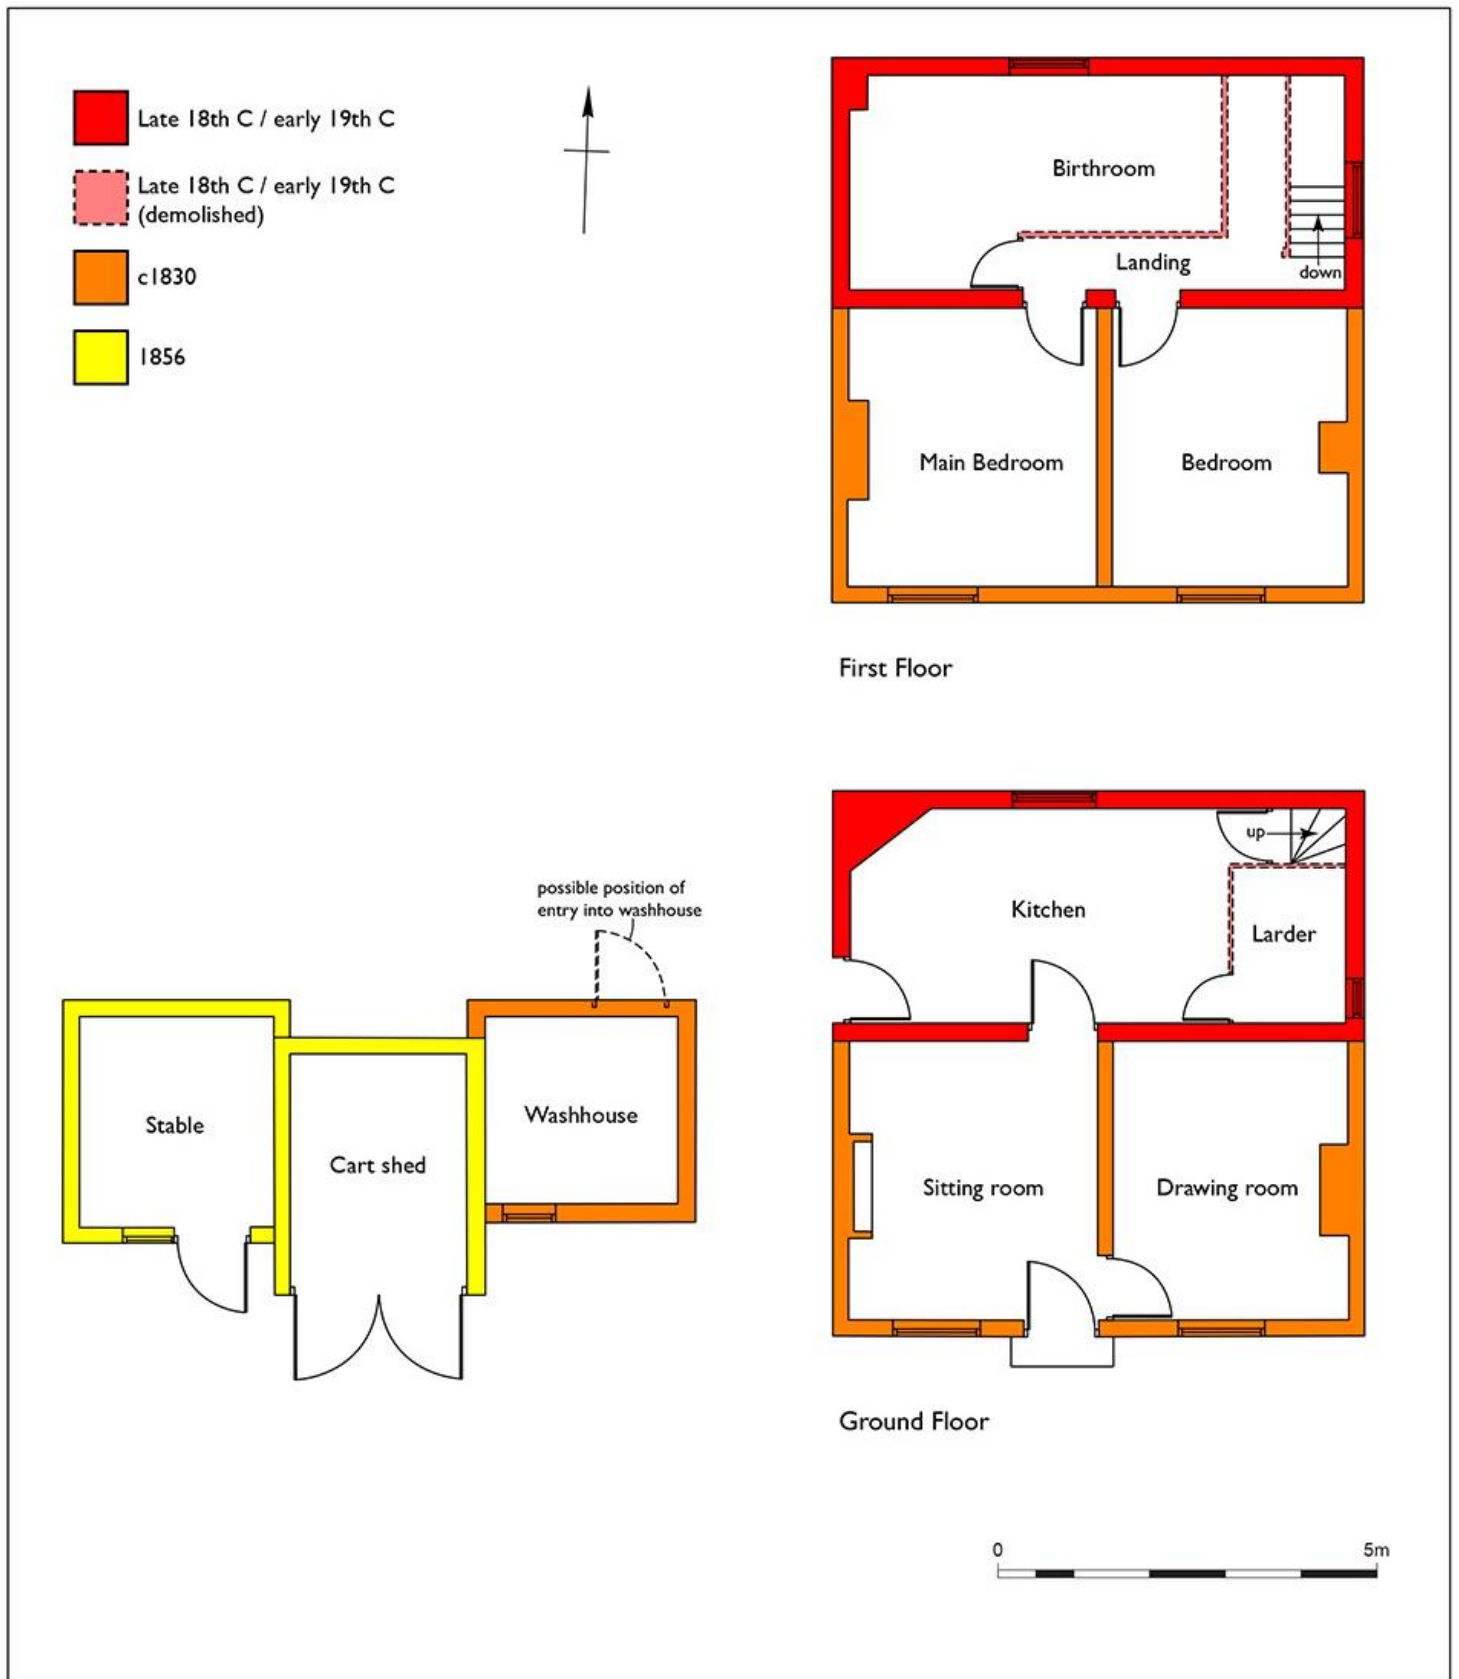 Late 18th C / early 19th C
Late 18th C / early 19th C
(demolished)
c1830
1856
Birthroom
Landing
down
Main Bedroom
Bedroom
First Floor
up
Kitchen
Larder
possible position of
entry into washhouse
Stable
Cart shed
Washhouse
Sitting room
Drawing room
Ground Floor
0
5m